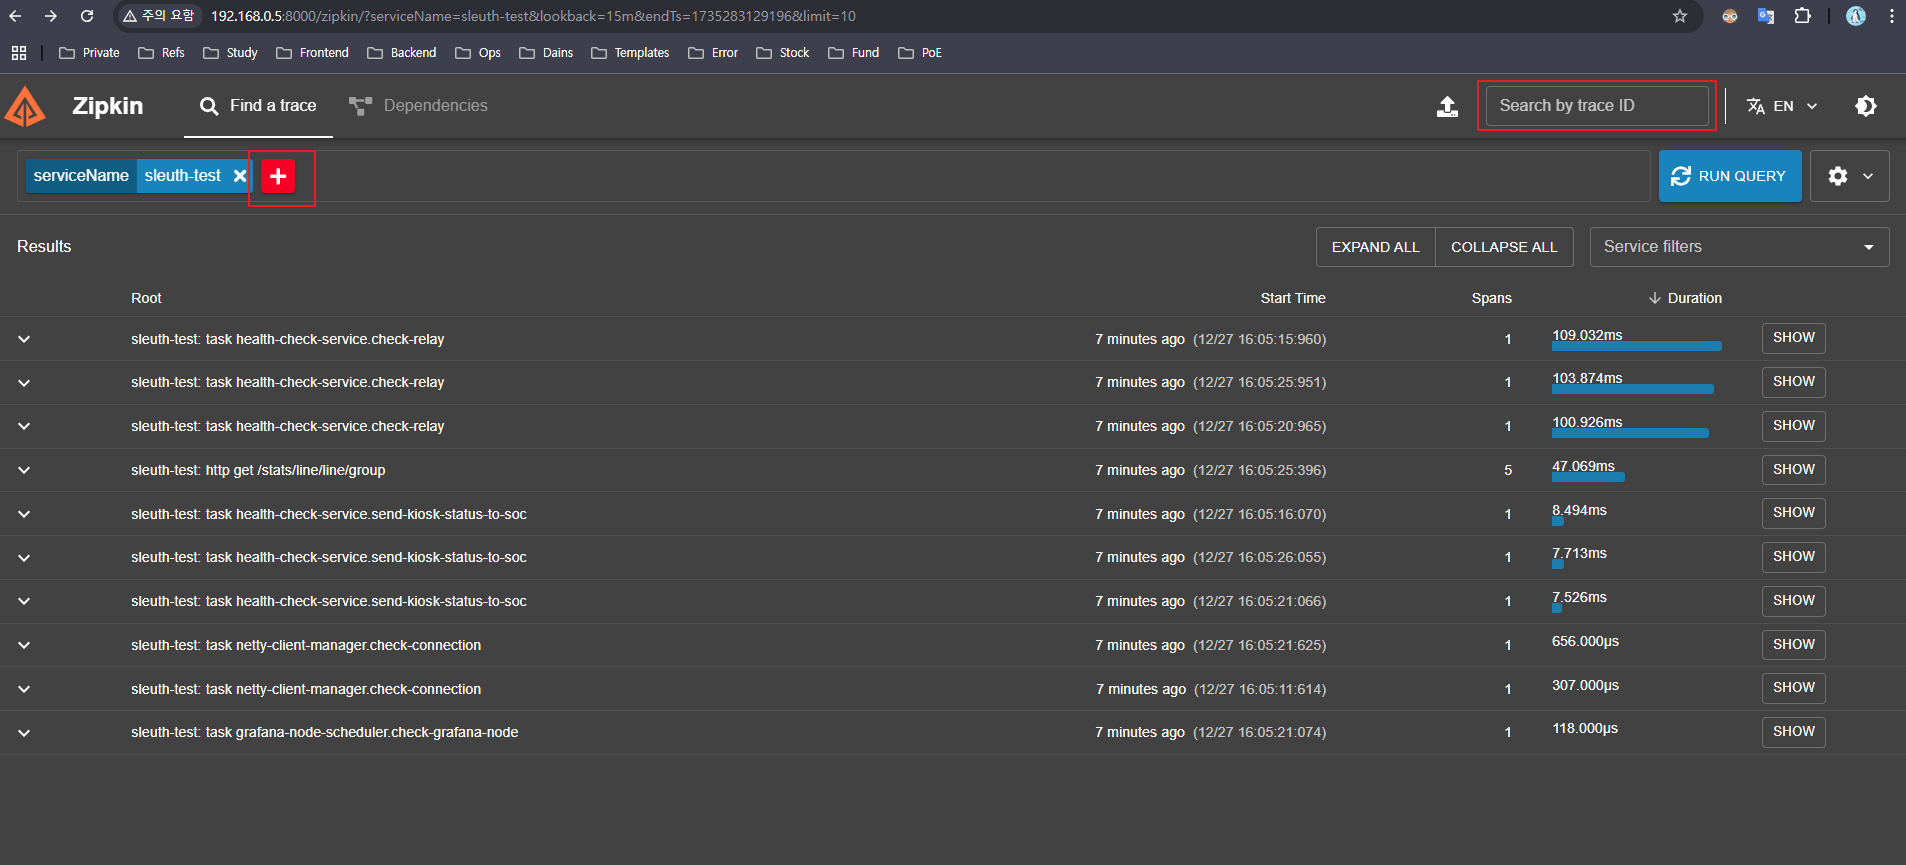 주의 요함 192.168.0.5:8000/zipkin/?serviceName=sleuth-test&lookback=15m&endTs=1735283129196&limit=10
Private Refs Study Frontend Backend Ops Dains Templates Error Stock Fund PoE
Zipkin Find a trace Dependencies Search by trace ID EN
serviceName sleuth-test RUN QUERY
Results EXPAND ALL COLLAPSE ALL Service filters
Root Start Time Spans Duration
sleuth-test: task health-check-service.check-relay 7 minutes ago (12/27 16:05:15:960) 1 109.032ms SHOW
sleuth-test: task health-check-service.check-relay 7 minutes ago (12/27 16:05:25:951) 1 103.874ms SHOW
sleuth-test: task health-check-service.check-relay 7 minutes ago (12/27 16:05:20:965) 1 100.926ms SHOW
sleuth-test: http get /stats/line/line/group 7 minutes ago (12/27 16:05:25:396) 5 47.069ms SHOW
sleuth-test: task health-check-service.send-kiosk-status-to-soc 7 minutes ago (12/27 16:05:16:070) 1 8.494ms SHOW
sleuth-test: task health-check-service.send-kiosk-status-to-soc 7 minutes ago (12/27 16:05:26:055) 1 7.713ms SHOW
sleuth-test: task health-check-service.send-kiosk-status-to-soc 7 minutes ago (12/27 16:05:21:066) 1 7.526ms SHOW
sleuth-test: task netty-client-manager.check-connection 7 minutes ago (12/27 16:05:21:625) 1 656.000μs SHOW
sleuth-test: task netty-client-manager.check-connection 7 minutes ago (12/27 16:05:11:614) 1 307.000μs SHOW
sleuth-test: task grafana-node-scheduler.check-grafana-node 7 minutes ago (12/27 16:05:21:074) 1 118.000μs SHOW